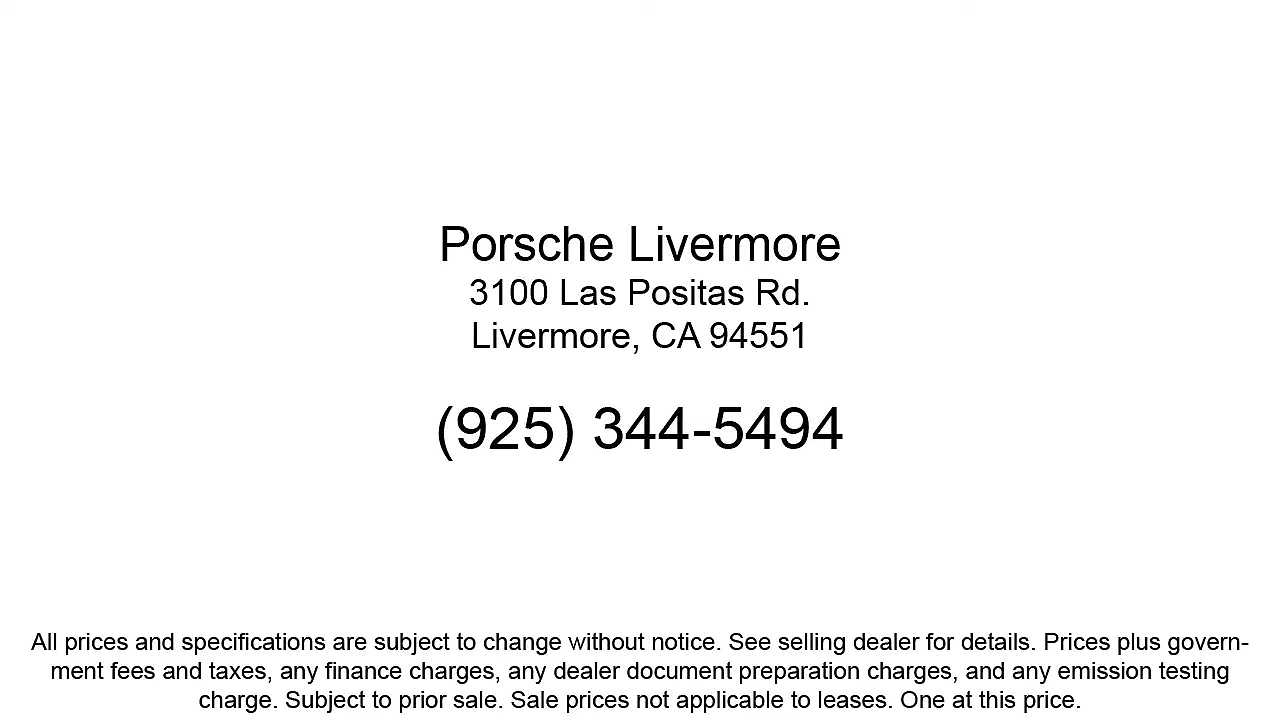 Porsche Livermore
3100 Las Positas Rd.
Livermore, CA 94551
(925) 344-5494
All prices and specifications are subject to change without notice. See selling dealer for details. Prices plus govern-
ment fees and taxes, any finance charges, any dealer document preparation charges, and any emission testing
charge. Subject to prior sale. Sale prices not applicable to leases. One at this price.